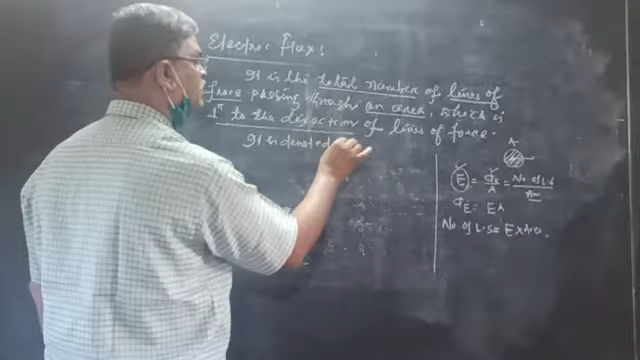 Electric Flux:
It is the total number of lines of
force passing through an area, which is
to the direction of lines of force.
It is denoted
A
E = ΦE/A = No. of L.S/Area
ΦE = EA
No. of L.S = E x Area.